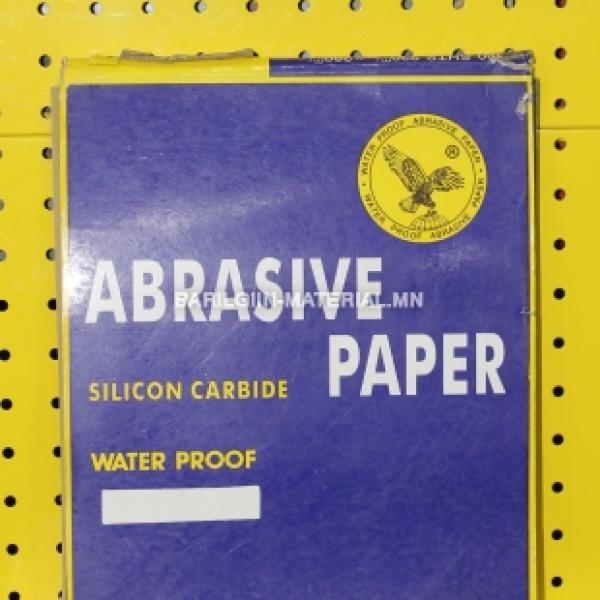 WATER PROOF ABRASIVE PAPER
®
WATER PROOF ABRASIVE PAPER
ABRASIVE
BARILGIIN-MATERIAL.MN
PAPER
SILICON CARBIDE
WATER PROOF